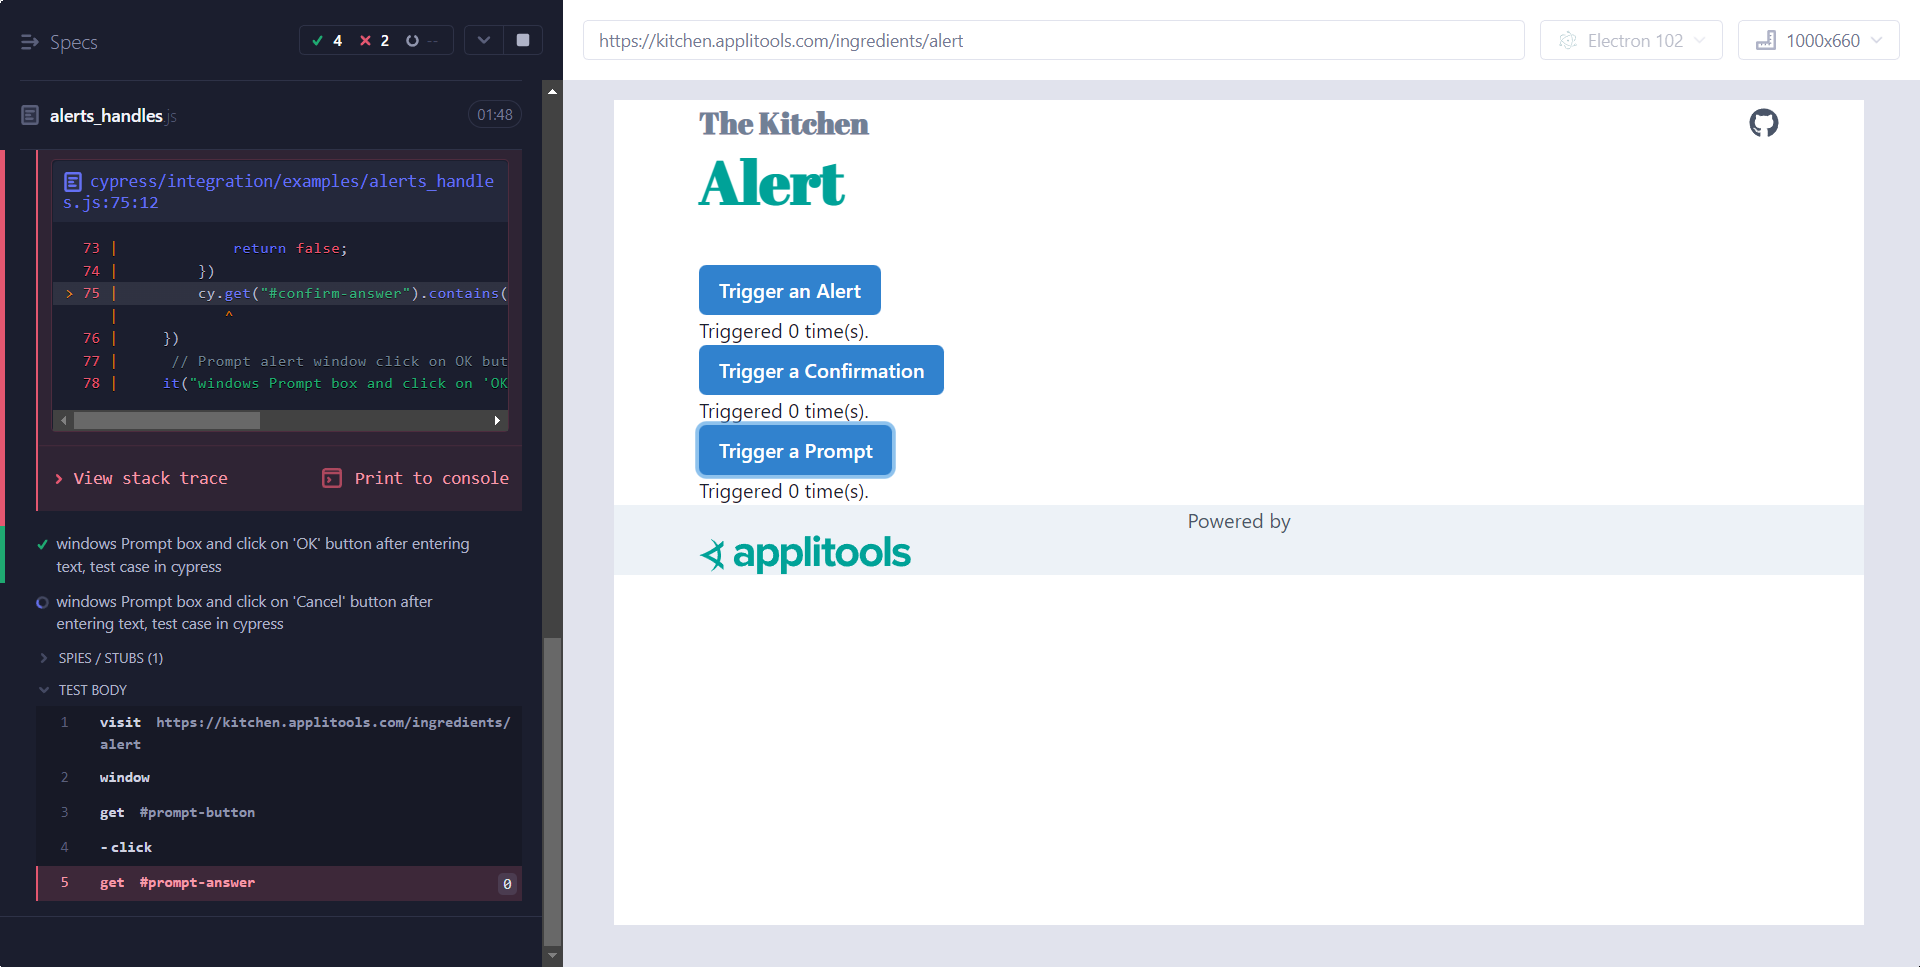 Specs
4 2 --
alerts_handles.js
01:48
cypress/integration/examples/alerts_handle
s.js:75:12
73 | return false;
74 | })
> 75 | cy.get("#confirm-answer").contains(
| ^
76 | })
77 | // Prompt alert window click on OK but
78 | it("windows Prompt box and click on 'OK
> View stack trace
Print to console
windows Prompt box and click on 'OK' button after entering
text, test case in cypress
windows Prompt box and click on 'Cancel' button after
entering text, test case in cypress
SPIES / STUBS (1)
TEST BODY
1 visit https://kitchen.applitools.com/ingredients/
alert
2 window
3 get #prompt-button
4 -click
5 get #prompt-answer 0
https://kitchen.applitools.com/ingredients/alert
Electron 102
1000x660
The Kitchen
Alert
Trigger an Alert
Triggered 0 time(s).
Trigger a Confirmation
Triggered 0 time(s).
Trigger a Prompt
Triggered 0 time(s).
Powered by
applitools